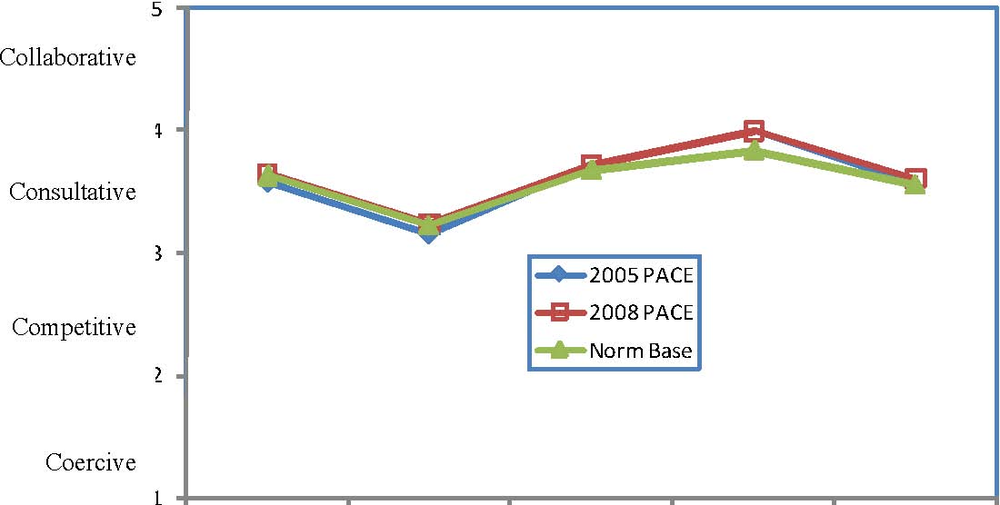 5
Collaborative
4
Consultative
3
2005 PACE
2008 PACE
Competitive
Norm Base
2
Coercive
1